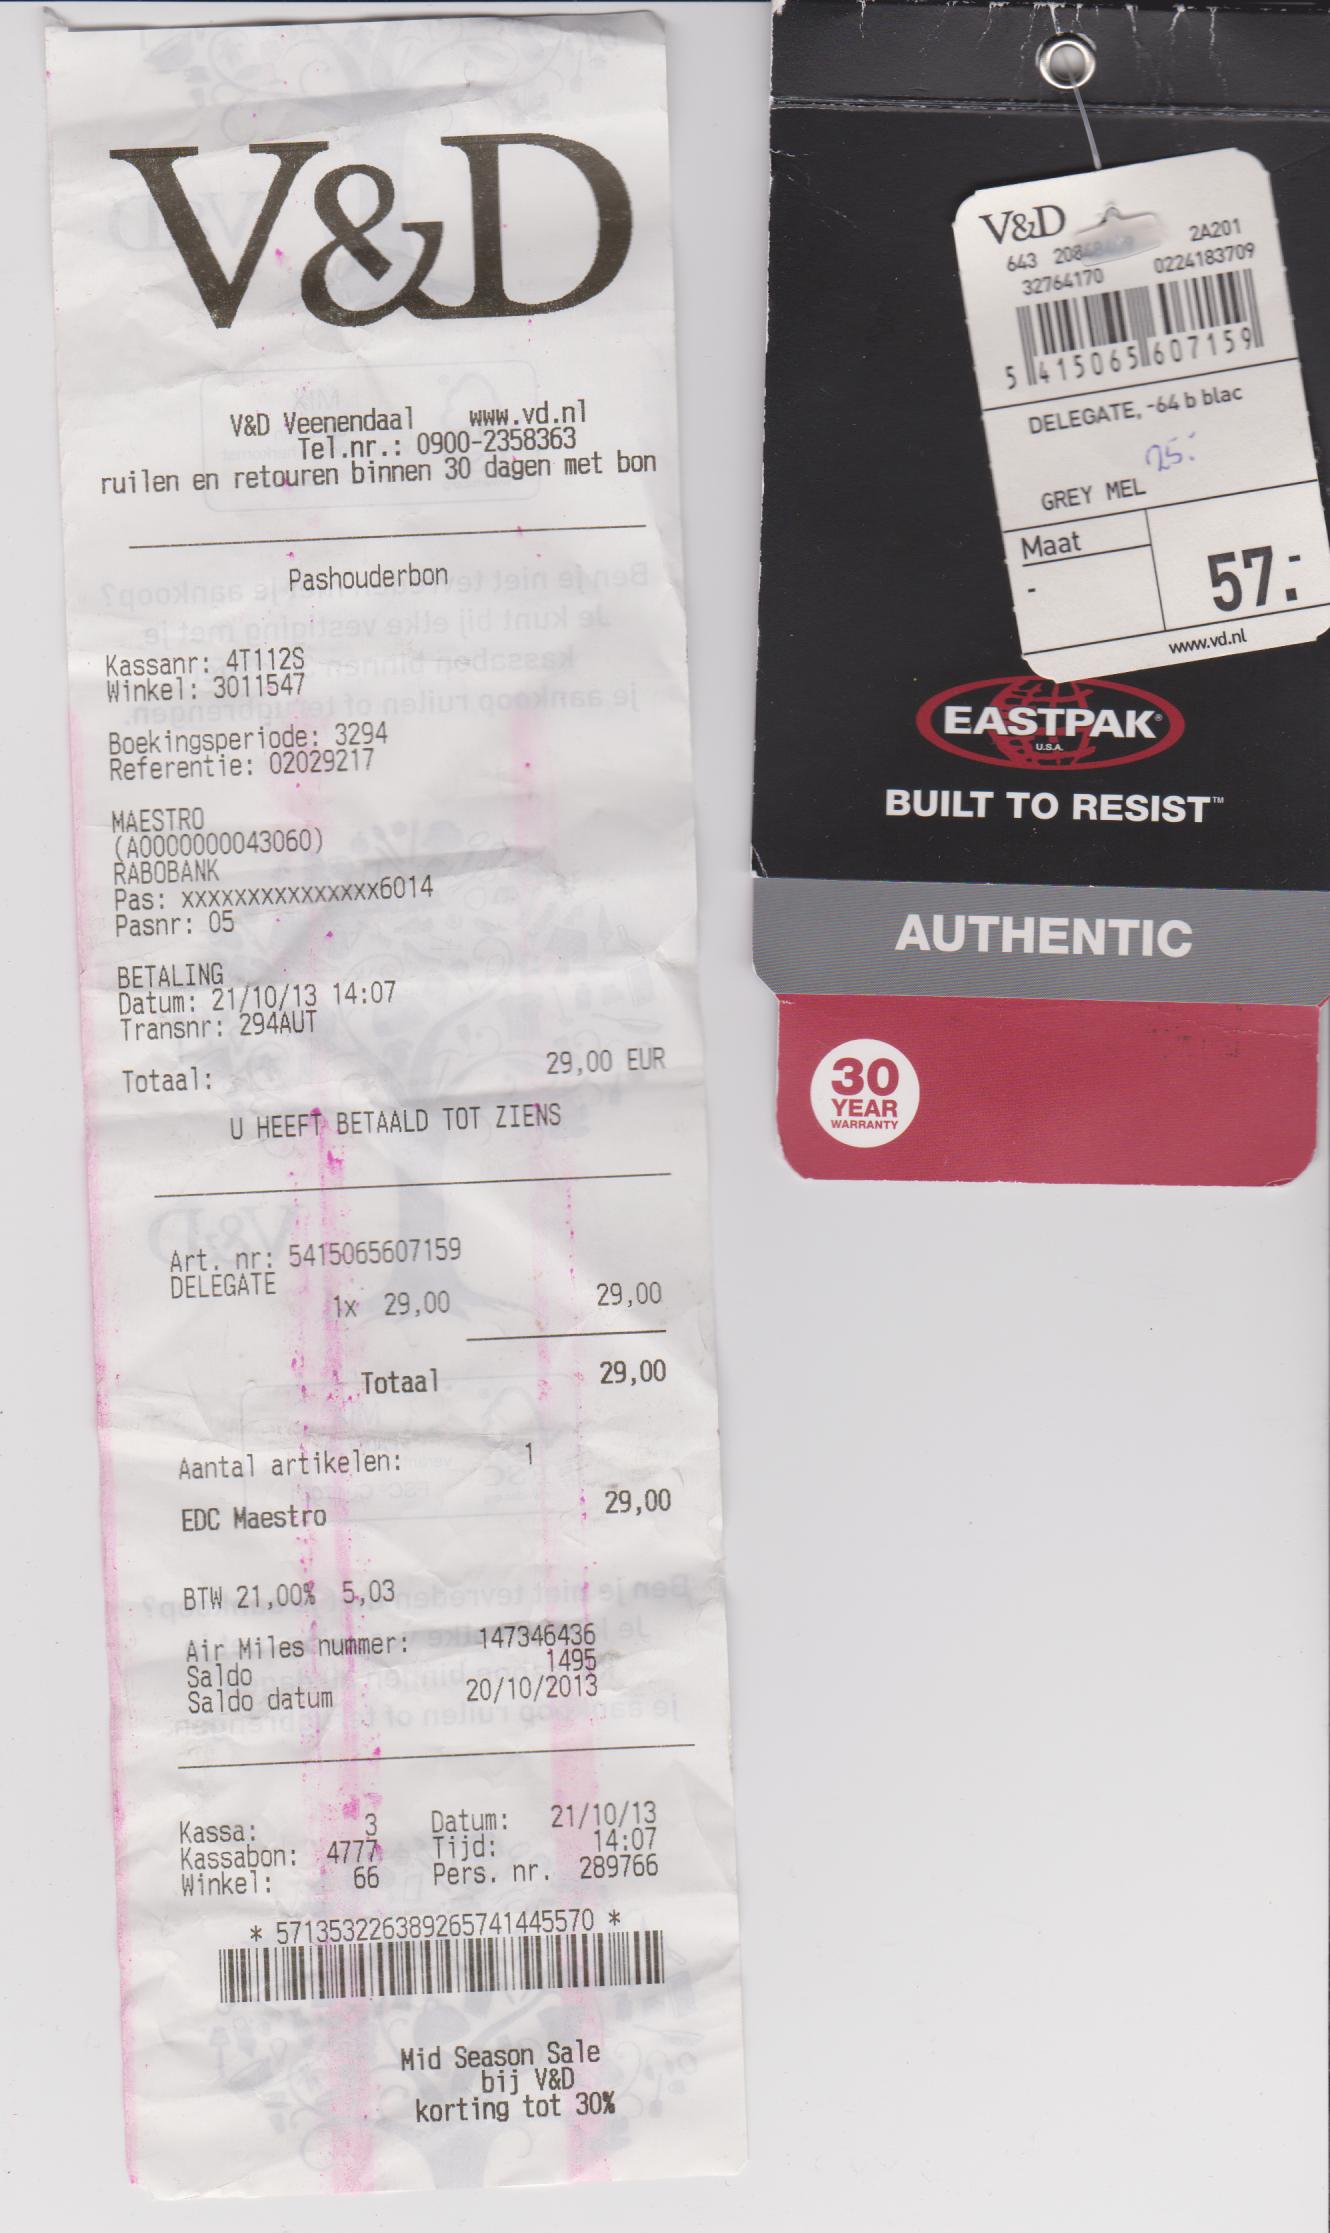 V&D
V&D Veenendaal www.vd.nl
Tel.nr.: 0900-2358363
ruilen en retouren binnen 30 dagen met bon
Pashouderbon
Kassanr: 4T112S
Winkel: 3011547
Boekingsperiode: 3294
Referentie: 02029217
MAESTRO
(A0000000043060)
RABOBANK
Pas: xxxxxxxxxxxxxxx6014
Pasnr: 05
BETALING
Datum: 21/10/13 14:07
Transnr: 294AUT
Totaal: 29,00 EUR
U HEEFT BETAALD TOT ZIENS
Art. nr: 5415065607159
DELEGATE
1x 29,00 29,00
Totaal 29,00
Aantal artikelen: 1
EDC Maestro 29,00
BTW 21,00% 5,03
Air Miles nummer: 147346436
Saldo 1495
Saldo datum 20/10/2013
Kassa: 3 Datum: 21/10/13
Kassabon: 4777 Tijd: 14:07
Winkel: 66 Pers. nr. 289766
* 571353226389265741445570 *
Mid Season Sale
bij V&D
korting tot 30%
V&D
643 2A201
32764170 0224183709
5 415065 607159
DELEGATE, -64 b blac
GREY MEL
Maat
-
57.-
www.vd.nl
EASTPAK®
U.S.A.
BUILT TO RESIST™
AUTHENTIC
30
YEAR
WARRANTY